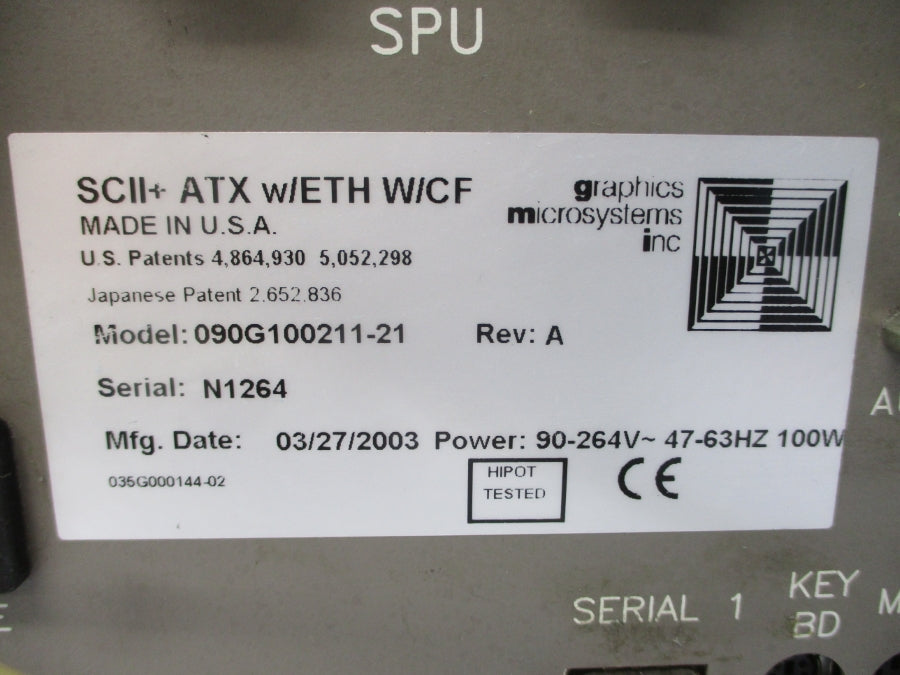 SPU
SCII+ ATX w/ETH W/CF
MADE IN U.S.A.
U.S. Patents 4,864,930 5,052,298
Japanese Patent 2.652.836
Model: 090G100211-21 Rev: A
Serial: N1264
Mfg. Date: 03/27/2003 Power: 90-264V~ 47-63HZ 100W
035G000144-02
graphics
microsystems
inc
HIPOT
TESTED
CE
SERIAL 1
KEY
BD